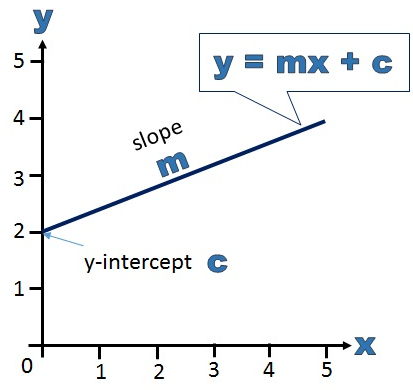 y
y = mx + c
5
4
slope
m
3
2
y-intercept c
1
0
1 2 3 4 5
x